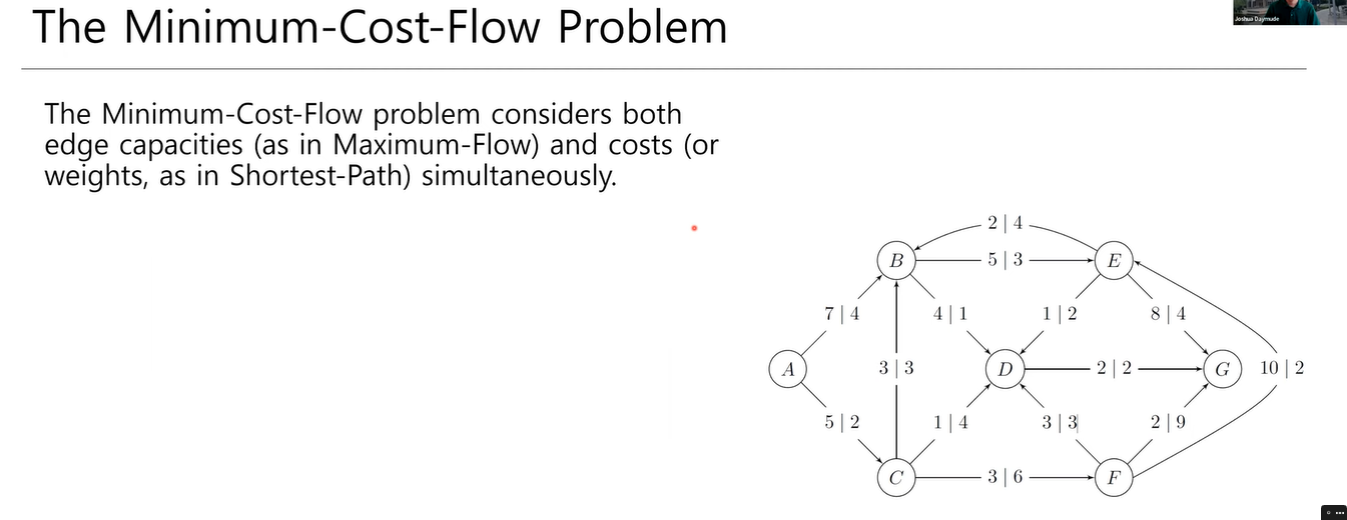 The Minimum-Cost-Flow Problem
Joshua Daymude
The Minimum-Cost-Flow problem considers both
edge capacities (as in Maximum-Flow) and costs (or
weights, as in Shortest-Path) simultaneously.
2 | 4
B
5 | 3
E
7 | 4
4 | 1
1 | 2
8 | 4
A
3 | 3
D
2 | 2
G
10 | 2
5 | 2
1 | 4
3 | 3
2 | 9
C
3 | 6
F